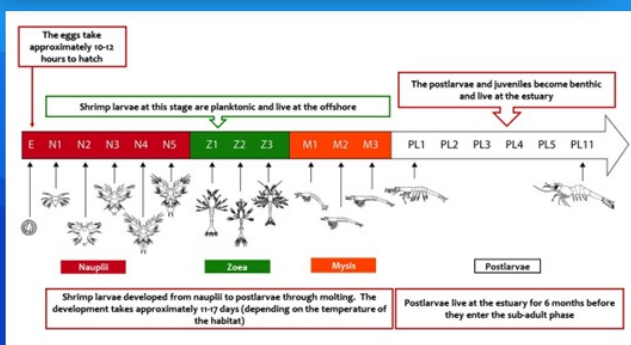 The eggs take
approximately 10-12
hours to hatch
The postlarvae and juveniles become benthic
and live at the estuary
Shrimp larvae at this stage are planktonic and live at the offshore
E N1 N2 N3 N4 N5 Z1 Z2 Z3 M1 M2 M3 PL1 PL2 PL3 PL4 PL5 PL11
Nauplii Zoea Mysis Postlarvae
Shrimp larvae developed from nauplii to postlarvae through molting. The
development takes approximately 11-17 days (depending on the temperature of
the habitat)
Postlarvae live at the estuary for 6 months before
they enter the sub-adult phase